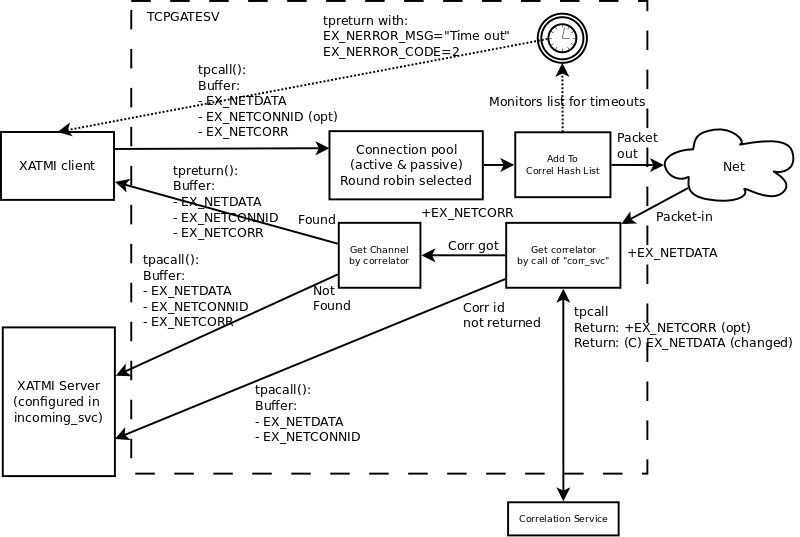 TCPGATESV
tpreturn with:
EX_NERROR_MSG="Time out"
EX_NERROR_CODE=2
tpcall():
Buffer:
- EX_NETDATA
- EX_NETCONNID (opt)
- EX_NETCORR
Monitors list for timeouts
XATMI client
Connection pool
(active & passive)
Round robin selected
Add To
Correl Hash List
Packet
out
Net
tpreturn():
Buffer:
- EX_NETDATA
- EX_NETCONNID
- EX_NETCORR
Found
+EX_NETCORR
Packet-in
Get Channel
by correlator
Corr got
Get correlator
by call of "corr_svc"
+EX_NETDATA
tpacall():
Buffer:
- EX_NETDATA
- EX_NETCONNID
- EX_NETCORR
Not
Found
Corr id
not returned
tpcall
Return: +EX_NETCORR (opt)
Return: (C) EX_NETDATA (changed)
XATMI Server
(configured in
incoming_svc)
tpacall():
Buffer:
- EX_NETDATA
- EX_NETCONNID
Correlation Service